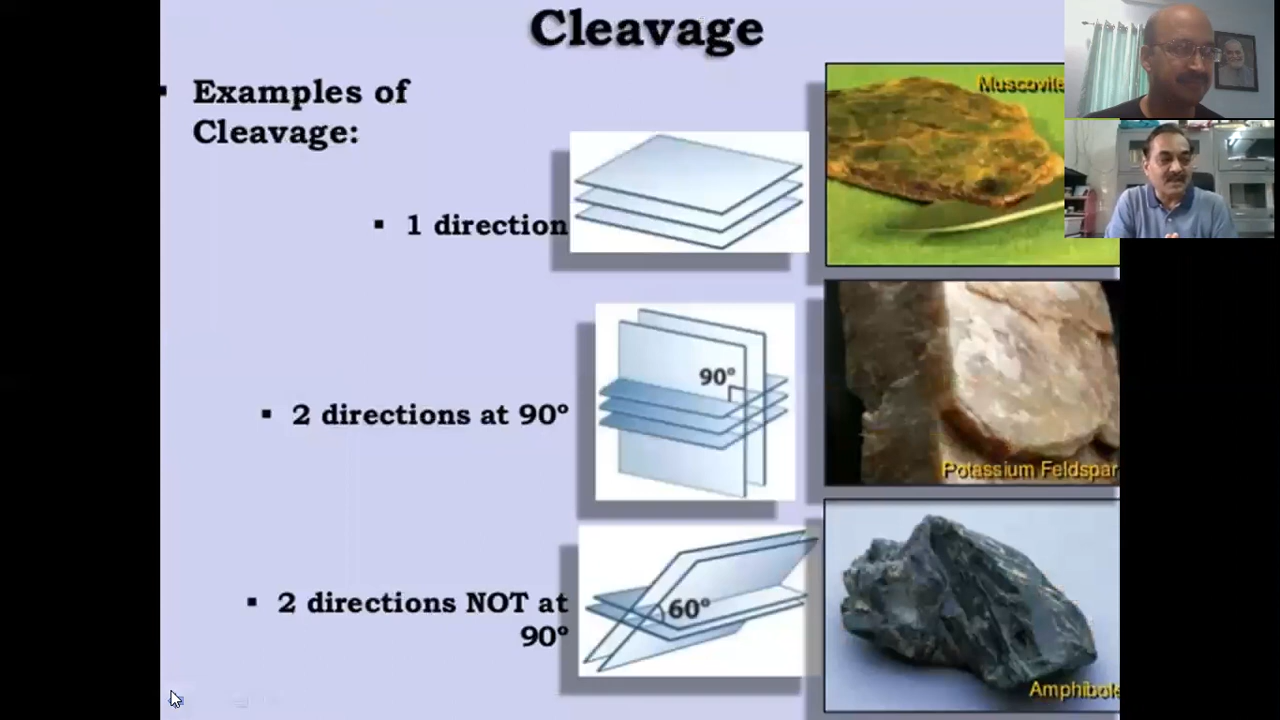 Cleavage
▪ Examples of
Cleavage:
▪ 1 direction
Muscovite
▪ 2 directions at 90°
90°
Potassium Feldspar
▪ 2 directions NOT at
90°
60°
Amphibole